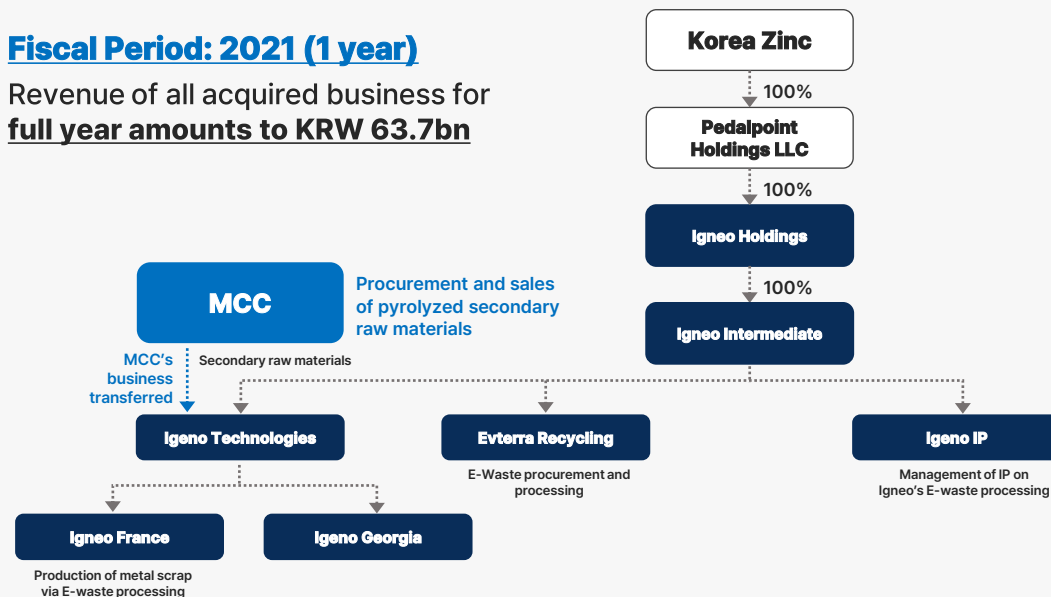 Fiscal Period: 2021 (1 year)
Revenue of all acquired business for
full year amounts to KRW 63.7bn
Korea Zinc
100%
Pedalpoint
Holdings LLC
100%
Igneo Holdings
100%
Igneo Intermediate
MCC
Procurement and sales
of pyrolyzed secondary
raw materials
MCC's
business
transferred
Secondary raw materials
Igeno Technologies
Evterra Recycling
Igeno IP
E-Waste procurement and
processing
Management of IP on
Igneo's E-waste processing
Igneo France
Igeno Georgia
Production of metal scrap
via E-waste processing